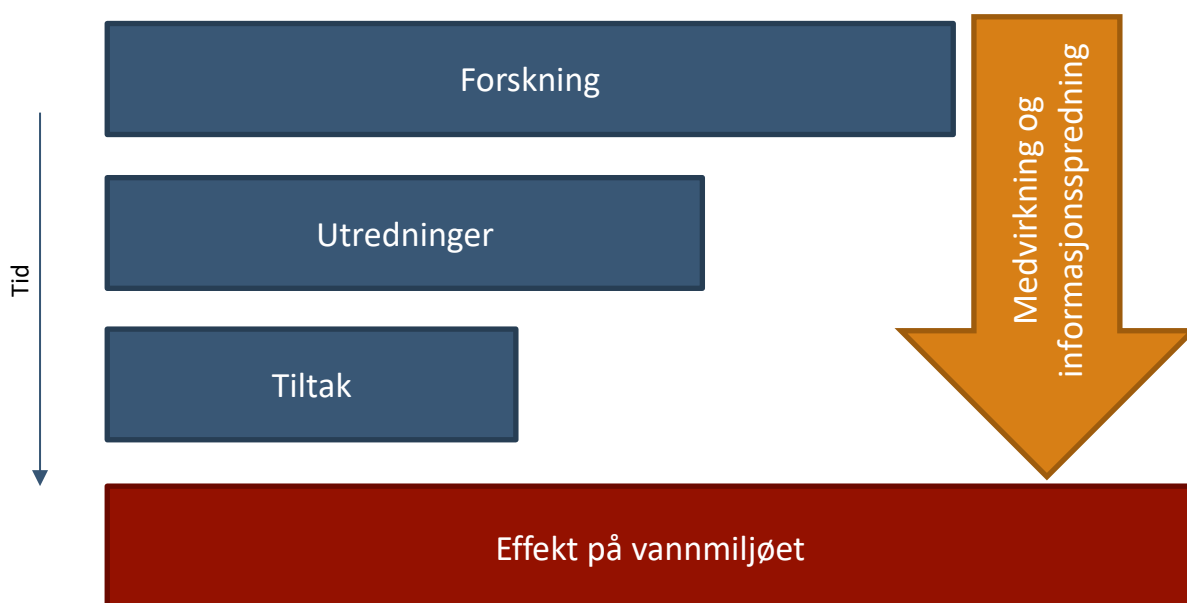 Forskning
Utredninger
Tiltak
Effekt på vannmiljøet
Tid
Medvirkning og
informasjonsspredning